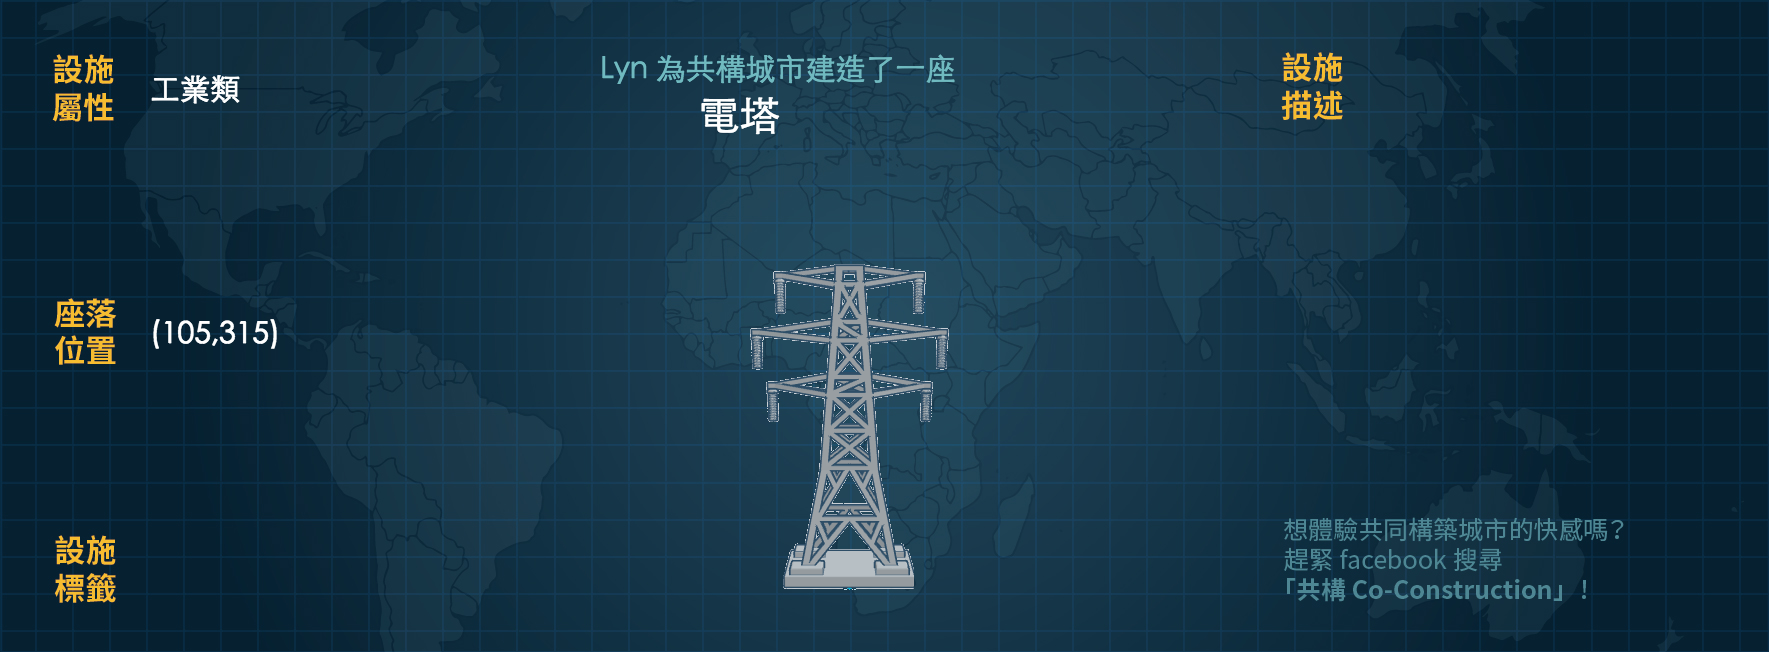 設施
屬性
工業類
Lyn 為共構城市建造了一座
電塔
設施
描述
座落
位置
(105,315)
設施
標籤
想體驗共同構築城市的快感嗎？
趕緊 facebook 搜尋
「共構 Co-Construction」！